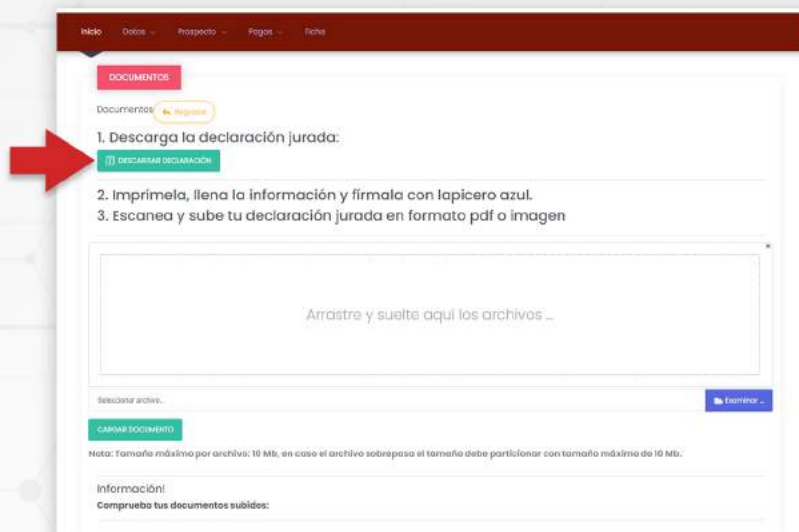 Inicio Datos Prospecto Pagos Ficha
DOCUMENTOS
Documentos Regresar
1. Descarga la declaración jurada:
DESCARGAR DECLARACIÓN
2. Imprímela, llena la información y fírmala con lapicero azul.
3. Escanea y sube tu declaración jurada en formato pdf o imagen
×
Arrastre y suelte aquí los archivos ...
Seleccionar archivo...
Examinar ...
CARGAR DOCUMENTO
Nota: Tamaño máximo por archivo: 10 Mb, en caso el archivo sobrepasa el tamaño debe particionar con tamaño máximo de 10 Mb.
Información!
Comprueba tus documentos subidos: